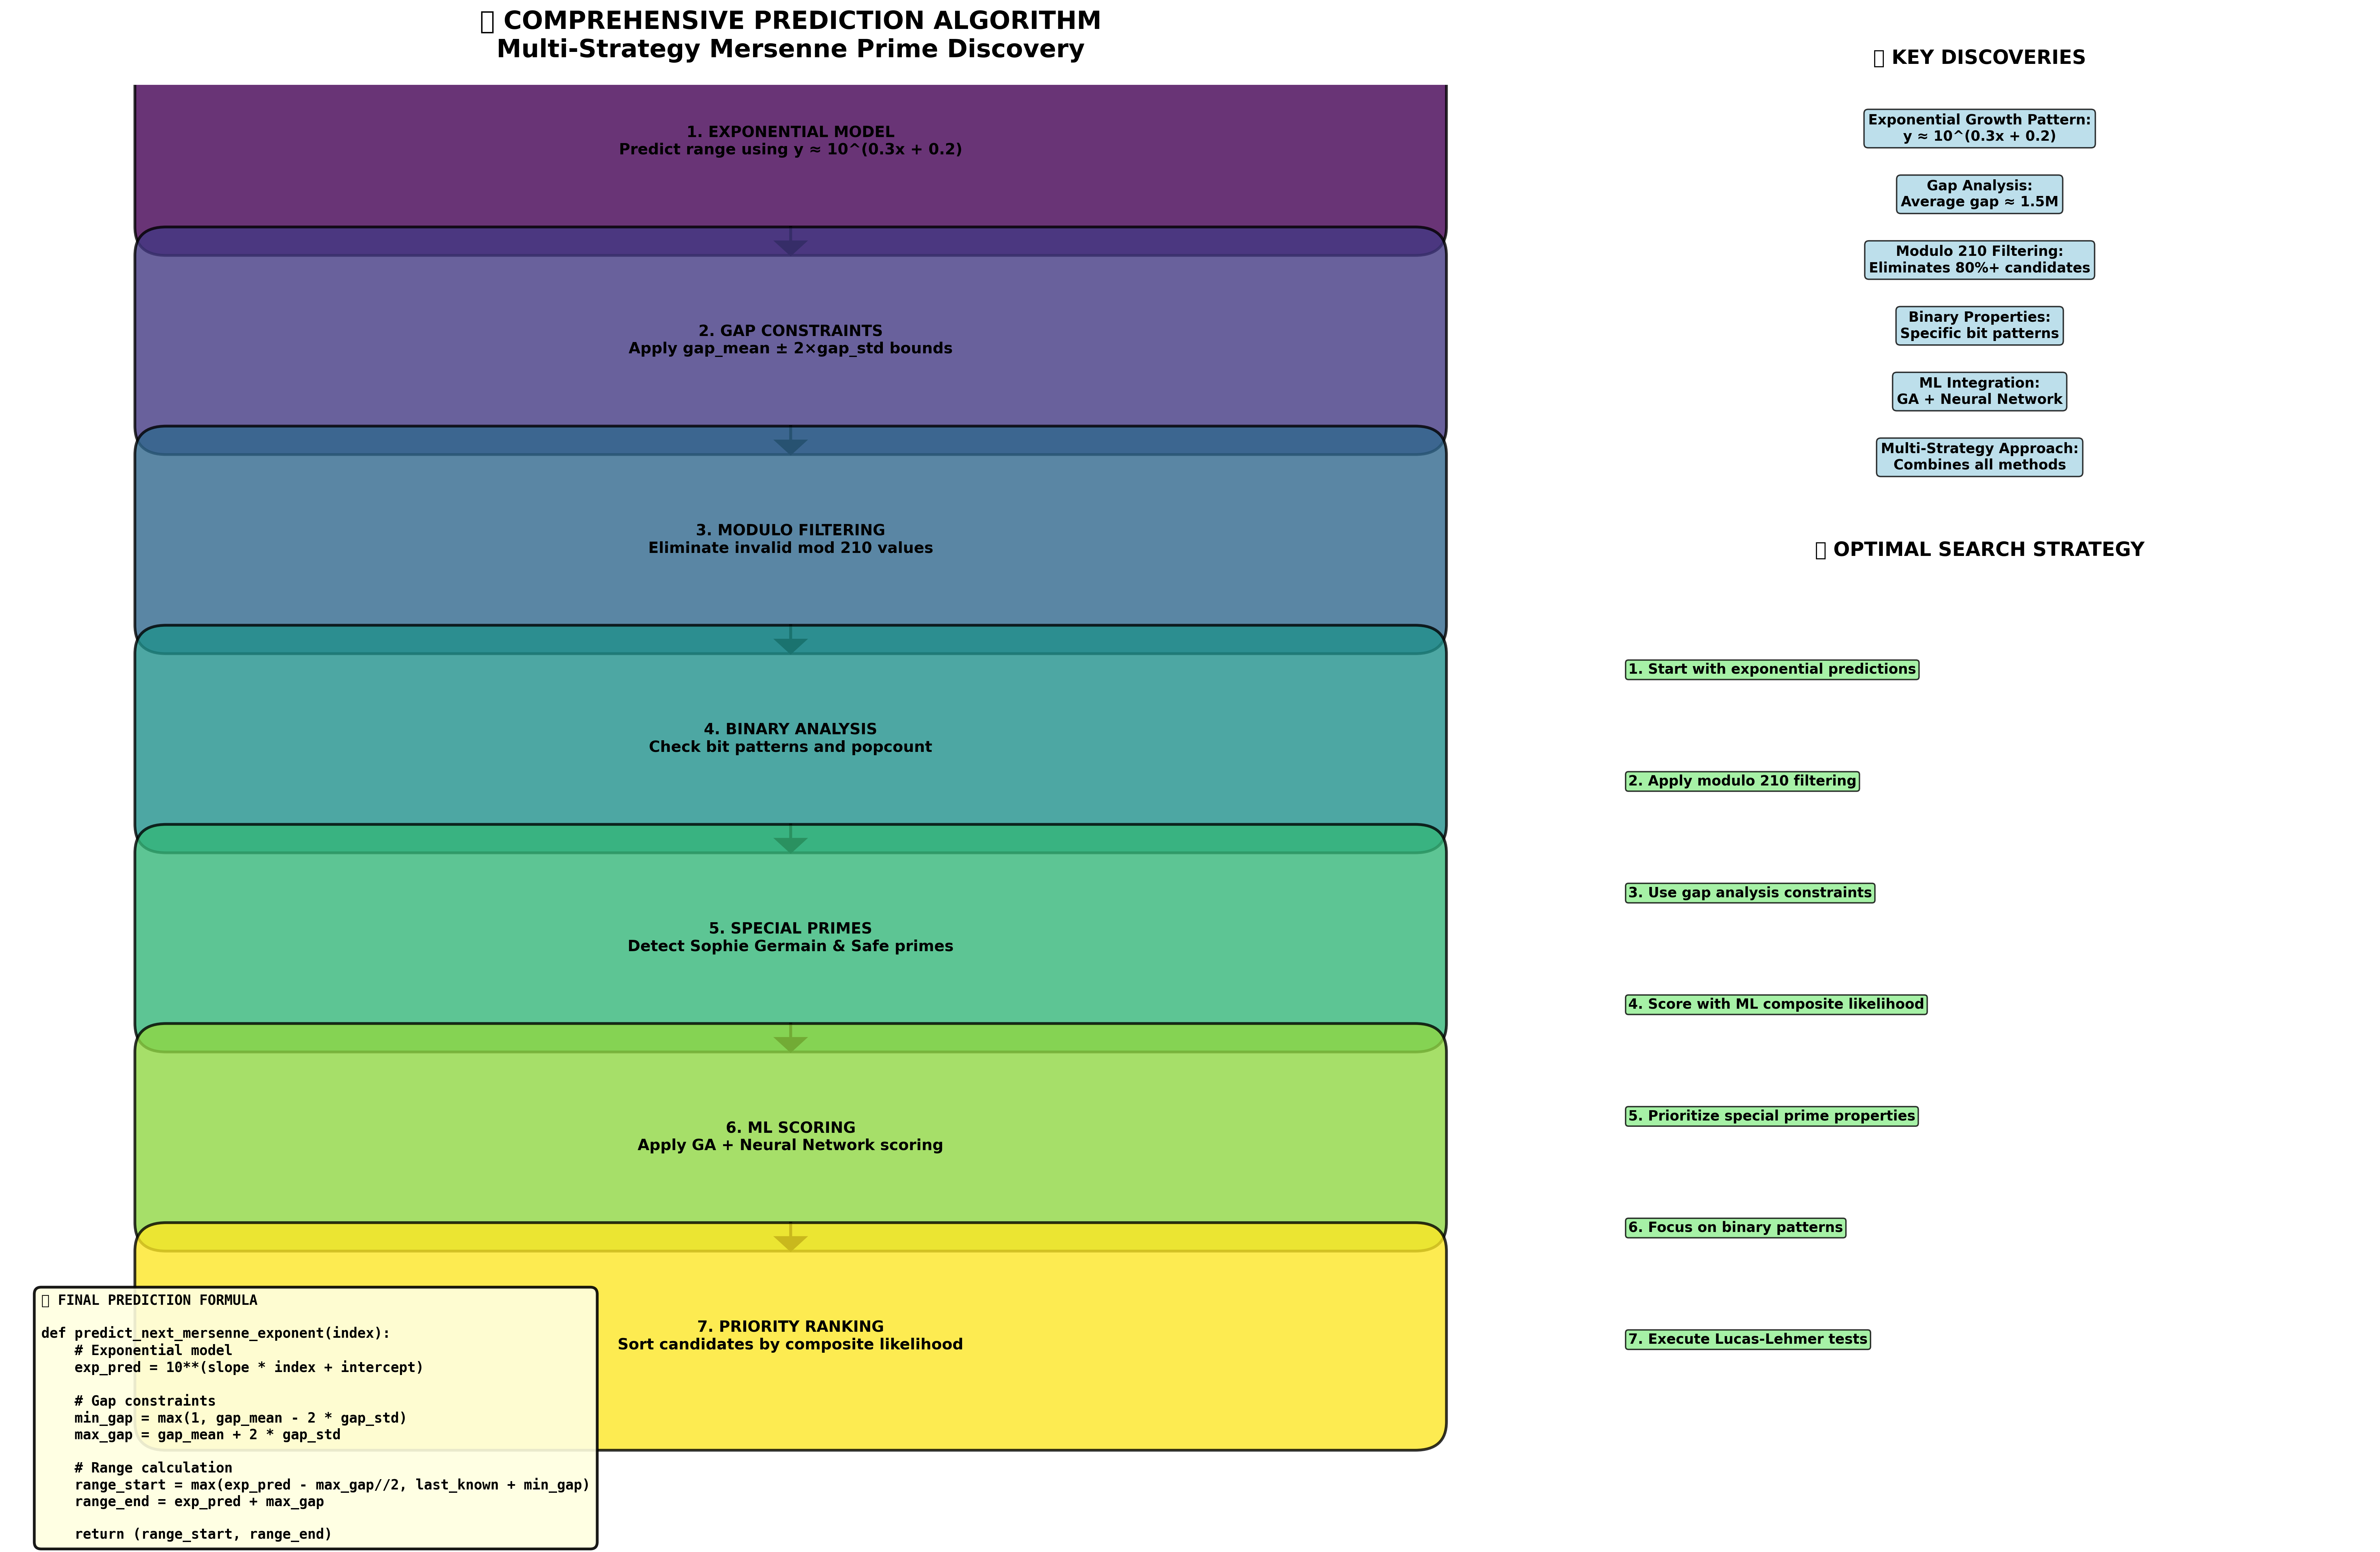 COMPREHENSIVE PREDICTION ALGORITHM
Multi-Strategy Mersenne Prime Discovery
1. EXPONENTIAL MODEL
Predict range using y ≈ 10^(0.3x + 0.2)
2. GAP CONSTRAINTS
Apply gap_mean ± 2×gap_std bounds
3. MODULO FILTERING
Eliminate invalid mod 210 values
4. BINARY ANALYSIS
Check bit patterns and popcount
5. SPECIAL PRIMES
Detect Sophie Germain & Safe primes
6. ML SCORING
Apply GA + Neural Network scoring
7. PRIORITY RANKING
Sort candidates by composite likelihood
FINAL PREDICTION FORMULA
def predict_next_mersenne_exponent(index):
    # Exponential model
    exp_pred = 10**(slope * index + intercept)
    # Gap constraints
    min_gap = max(1, gap_mean - 2 * gap_std)
    max_gap = gap_mean + 2 * gap_std
    # Range calculation
    range_start = max(exp_pred - max_gap//2, last_known + min_gap)
    range_end = exp_pred + max_gap
    return (range_start, range_end)
KEY DISCOVERIES
Exponential Growth Pattern:
y ≈ 10^(0.3x + 0.2)
Gap Analysis:
Average gap ≈ 1.5M
Modulo 210 Filtering:
Eliminates 80%+ candidates
Binary Properties:
Specific bit patterns
ML Integration:
GA + Neural Network
Multi-Strategy Approach:
Combines all methods
OPTIMAL SEARCH STRATEGY
1. Start with exponential predictions
2. Apply modulo 210 filtering
3. Use gap analysis constraints
4. Score with ML composite likelihood
5. Prioritize special prime properties
6. Focus on binary patterns
7. Execute Lucas-Lehmer tests